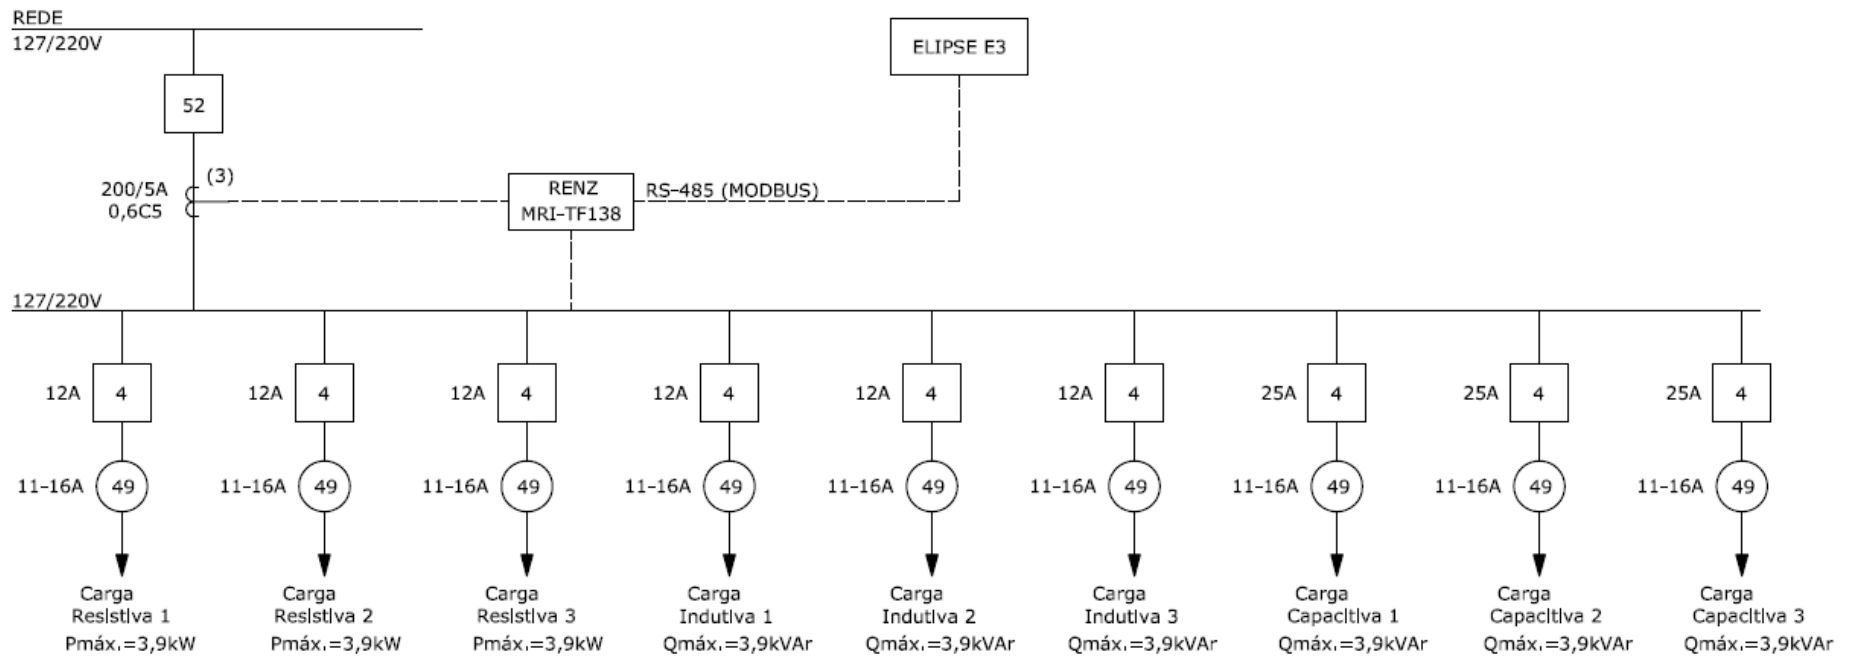 REDE
127/220V
ELIPSE E3
52
(3)
200/5A
0,6C5
RENZ
MRI-TF138
RS-485 (MODBUS)
127/220V
12A 4 12A 4 12A 4 12A 4 12A 4 12A 4 25A 4 25A 4 25A 4
11-16A 49 11-16A 49 11-16A 49 11-16A 49 11-16A 49 11-16A 49 11-16A 49 11-16A 49 11-16A 49
Carga
Resistiva 1
Pmáx.=3,9kW
Carga
Resistiva 2
Pmáx.=3,9kW
Carga
Resistiva 3
Pmáx.=3,9kW
Carga
Indutiva 1
Qmáx.=3,9kVAr
Carga
Indutiva 2
Qmáx.=3,9kVAr
Carga
Indutiva 3
Qmáx.=3,9kVAr
Carga
Capacitiva 1
Qmáx.=3,9kVAr
Carga
Capacitiva 2
Qmáx.=3,9kVAr
Carga
Capacitiva 3
Qmáx.=3,9kVAr